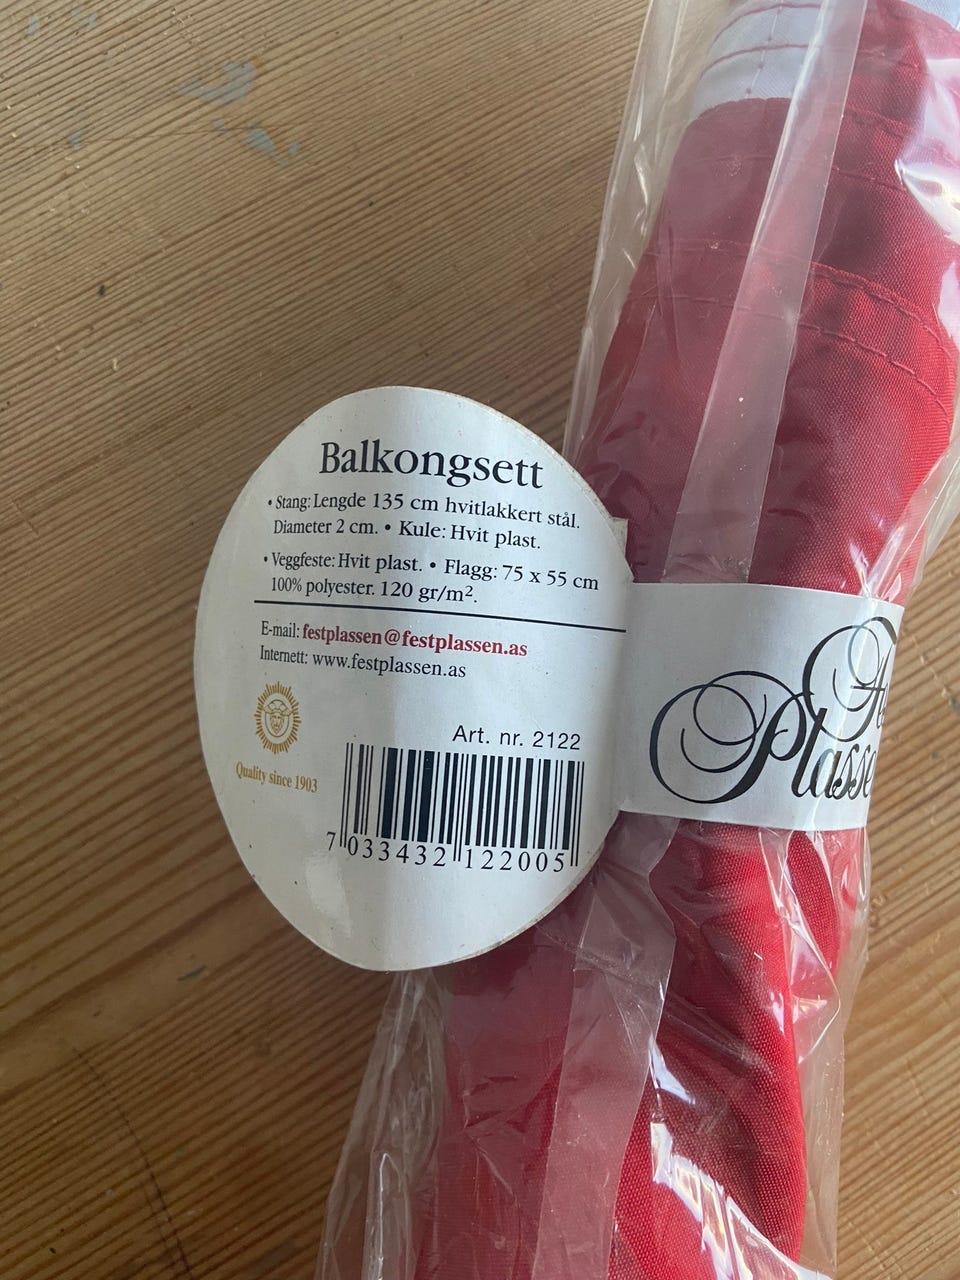 Balkongsett
• Stang: Lengde 135 cm hvitlakkert stål.
Diameter 2 cm. • Kule: Hvit plast.
• Veggfeste: Hvit plast. • Flagg: 75 x 55 cm
100% polyester. 120 gr/m².
E-mail: festplassen@festplassen.as
Internett: www.festplassen.as
Quality since 1903
Art. nr. 2122
7 033432 122005